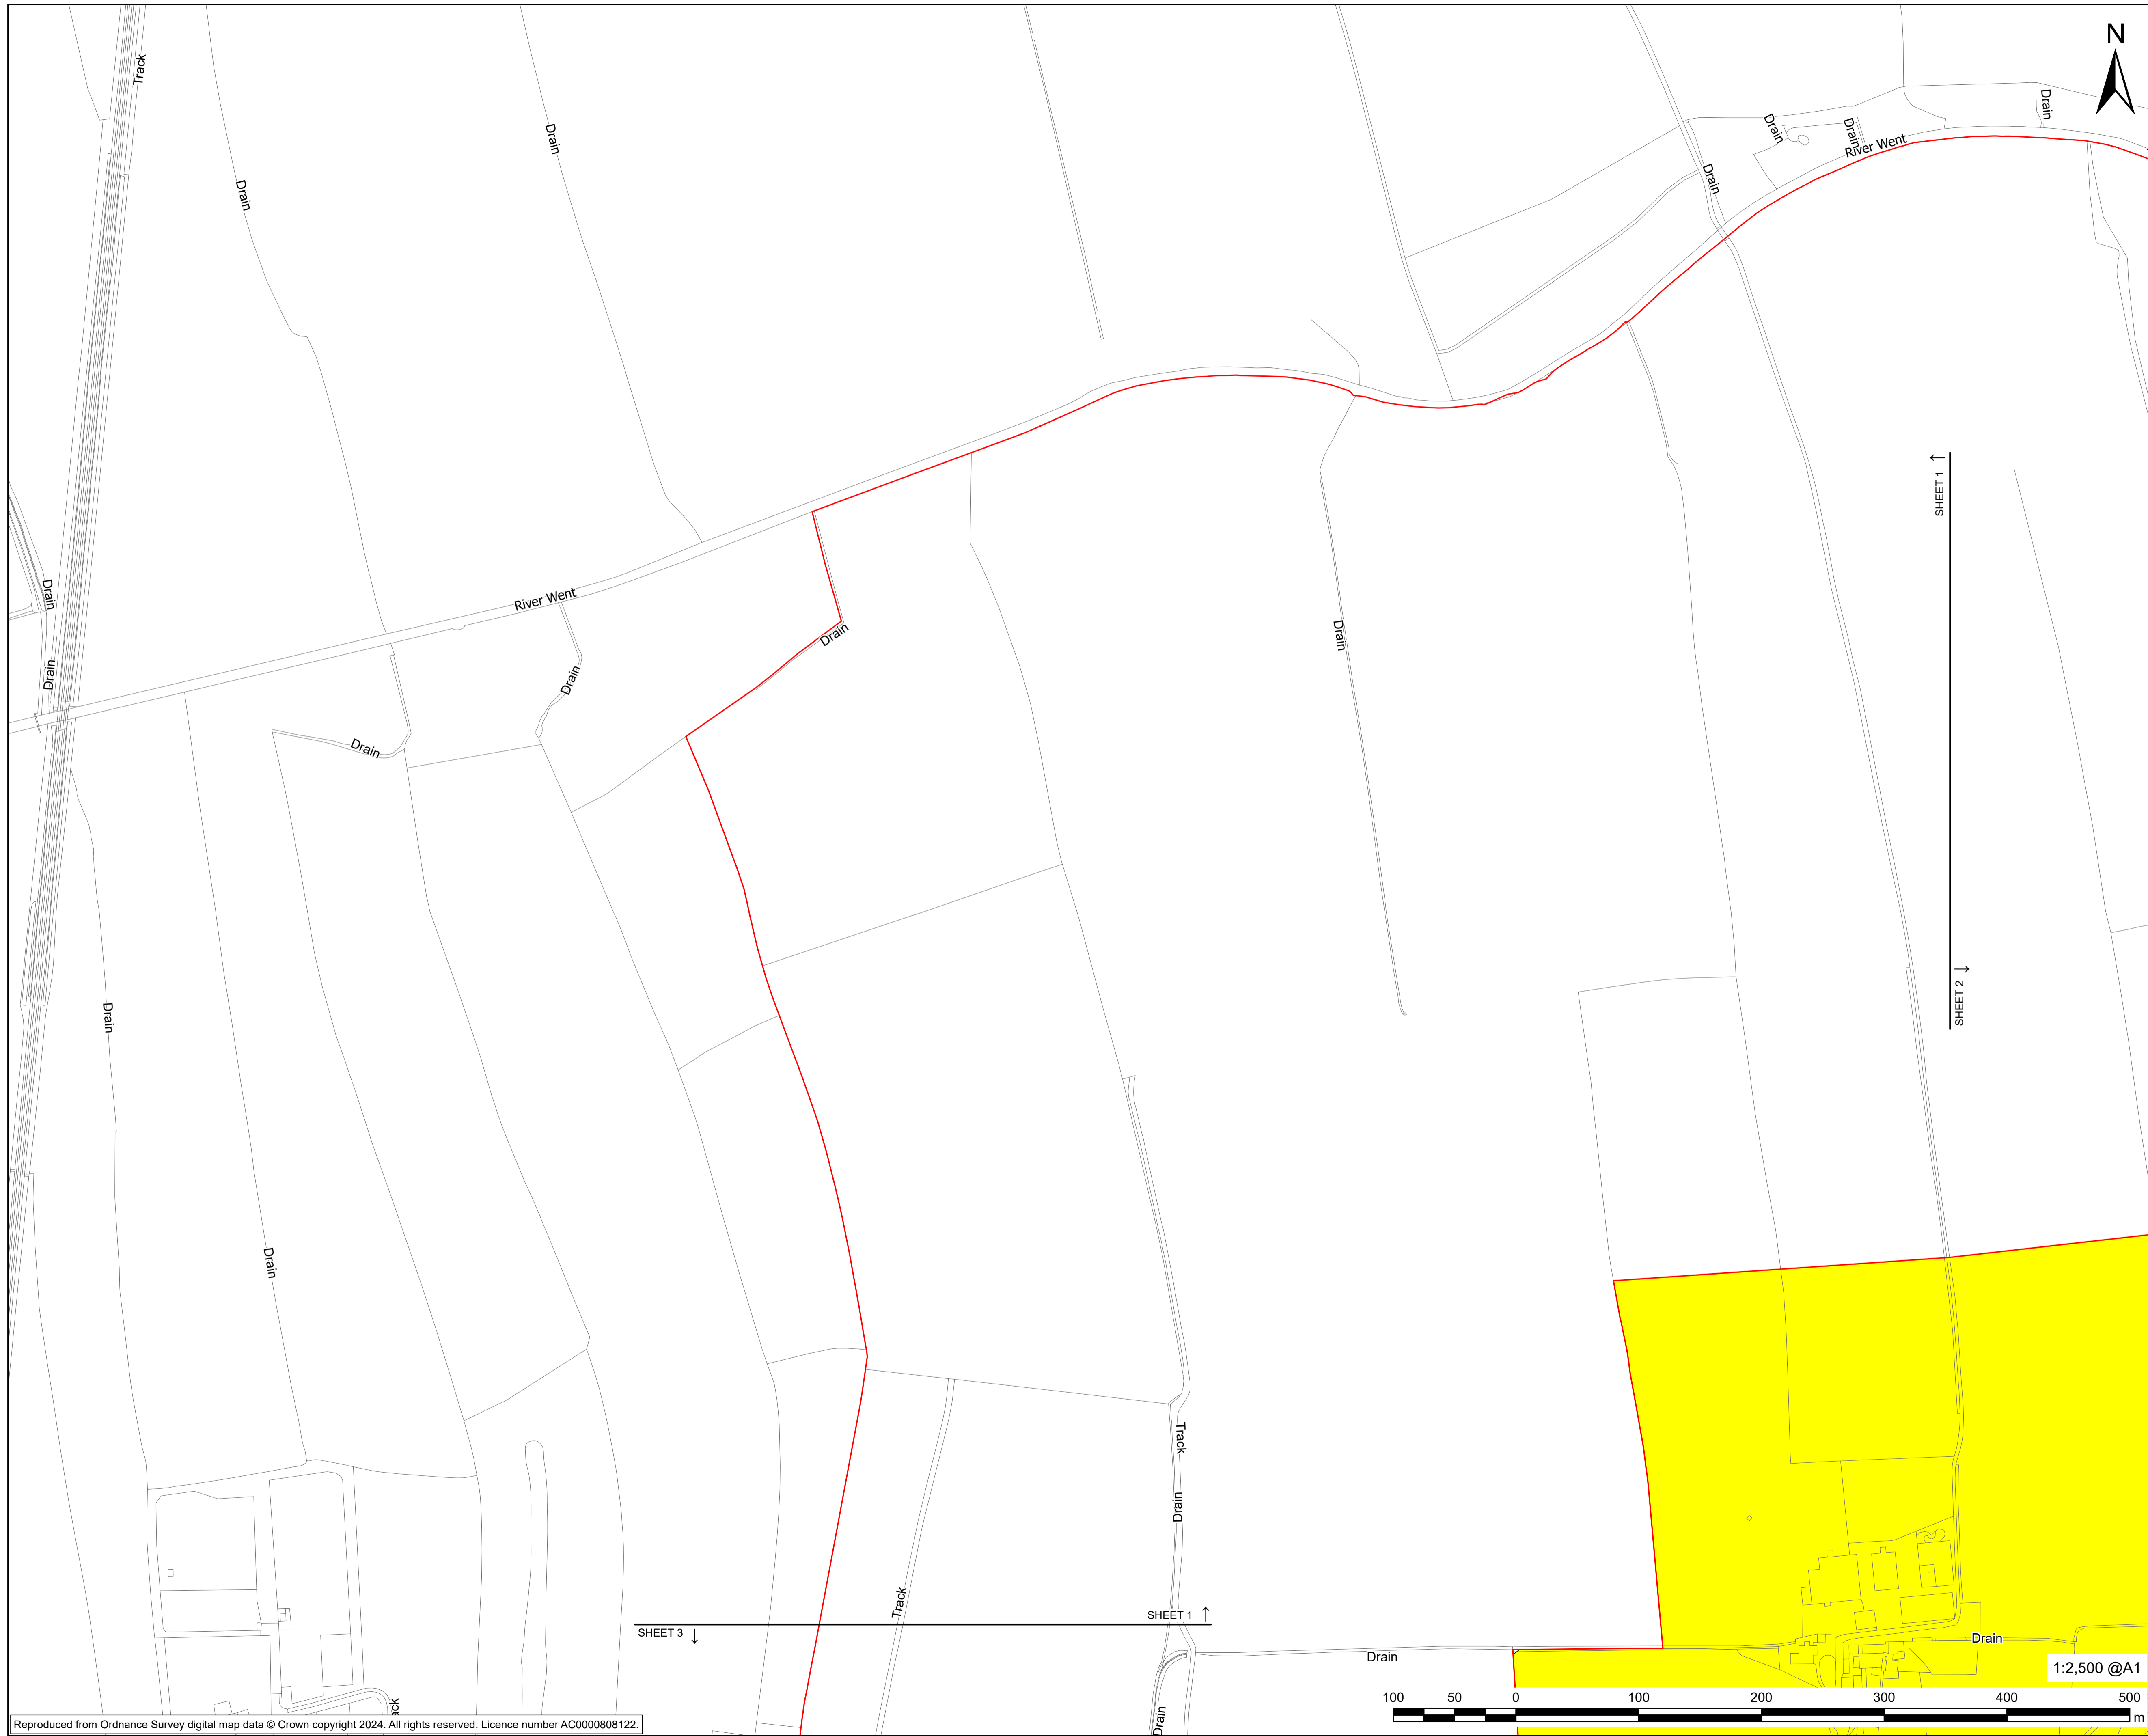 N
Track
Drain
Drain
Drain
Drain
Drain
Drain
River Went
SHEET 1 ←
Drain
Drain
River Went
Drain
Drain
Drain
Drain
Drain
SHEET 2 →
Drain
Drain
Track
Drain
Track
SHEET 1 ↑
SHEET 3 ↓
Drain
Drain
Drain
1:2,500 @A1
100 50 0 100 200 300 400 500
m
Reproduced from Ordnance Survey digital map data © Crown copyright 2024. All rights reserved. Licence number AC0000808122.